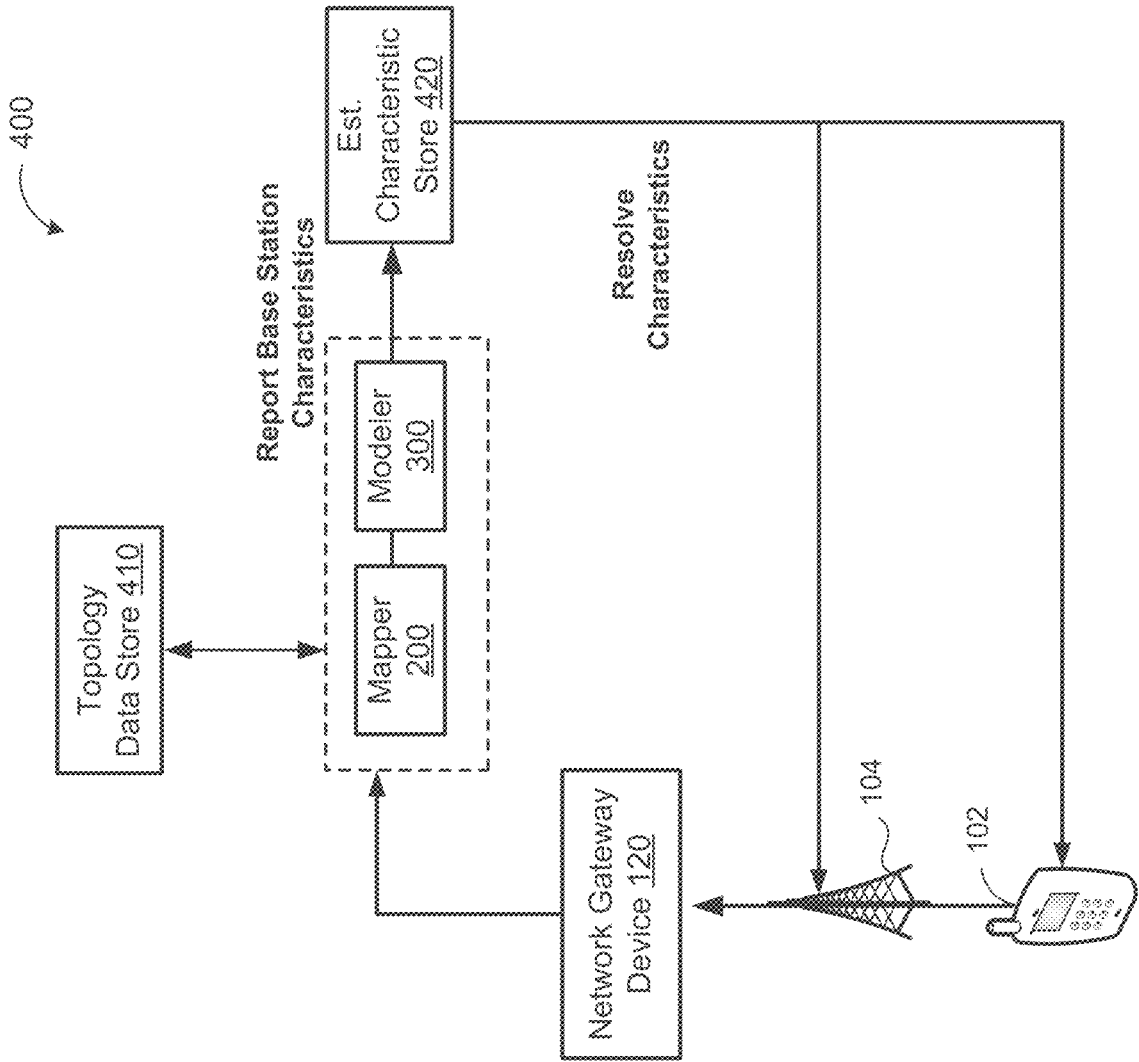 400
Topology
Data Store 410
Report Base Station
Characteristics
Mapper
200
Modeler
300
Est.
Characteristic
Store 420
Network Gateway
Device 120
Resolve
Characteristics
104
102